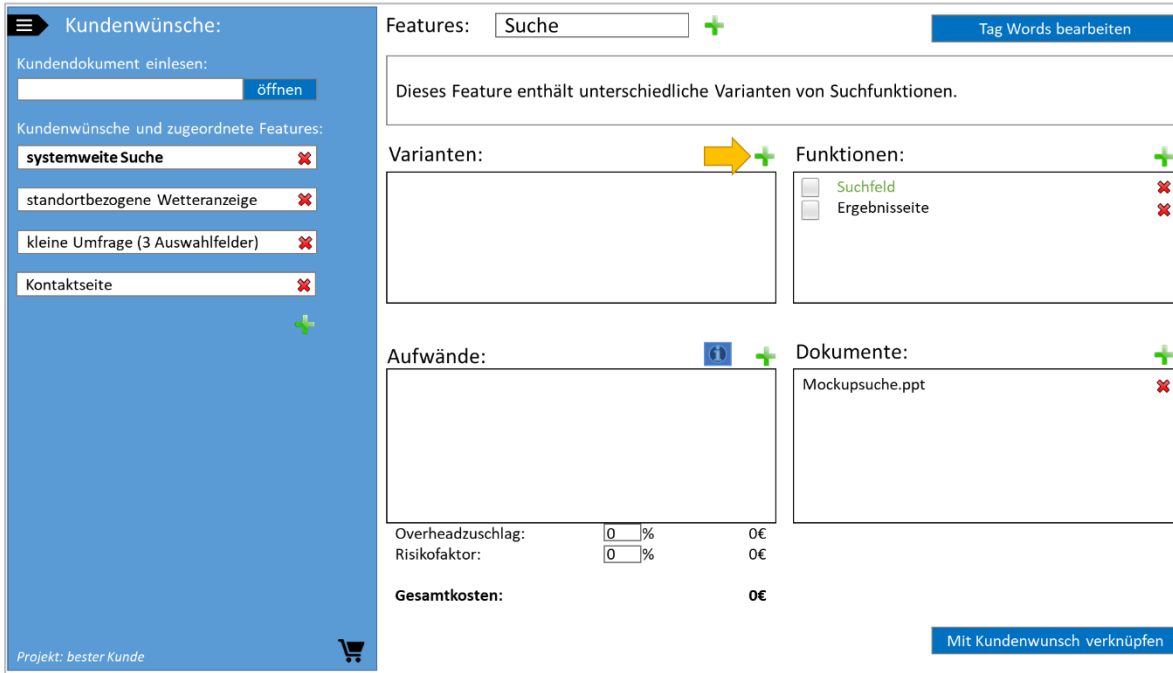 Kundenwünsche:
Kundendokument einlesen:
öffnen
Kundenwünsche und zugeordnete Features:
systemweite Suche
standortbezogene Wetteranzeige
kleine Umfrage (3 Auswahlfelder)
Kontaktseite
Projekt: bester Kunde
Features: Suche
Tag Words bearbeiten
Dieses Feature enthält unterschiedliche Varianten von Suchfunktionen.
Varianten:
Funktionen:
Suchfeld
Ergebnisseite
Aufwände:
Dokumente:
Mockupsuche.ppt
Overheadzuschlag: 0 % 0€
Risikofaktor: 0 % 0€
Gesamtkosten: 0€
Mit Kundenwunsch verknüpfen